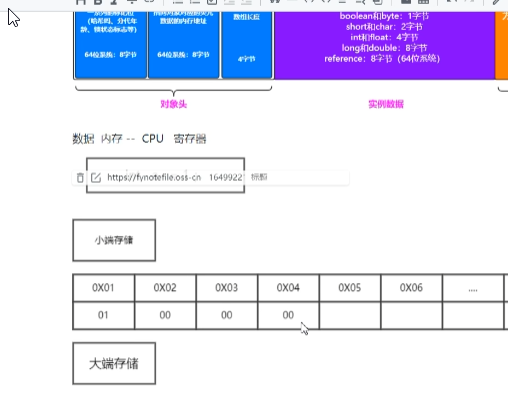 (哈希码、分代年
龄、锁状态标志等)
64位系统：8字节
数据的内存地址
64位系统：8字节
数组长度
4字节
boolean和byte：1字节
short和char：2字节
int和float：4字节
long和double：8字节
reference：8字节（64位系统）
对象头
实例数据
数据 内存 -- CPU 寄存器
https://fynotefile.oss-cn 1649922 标题
小端存储
0X01 0X02 0X03 0X04 0X05 0X06 ....
01 00 00 00
大端存储